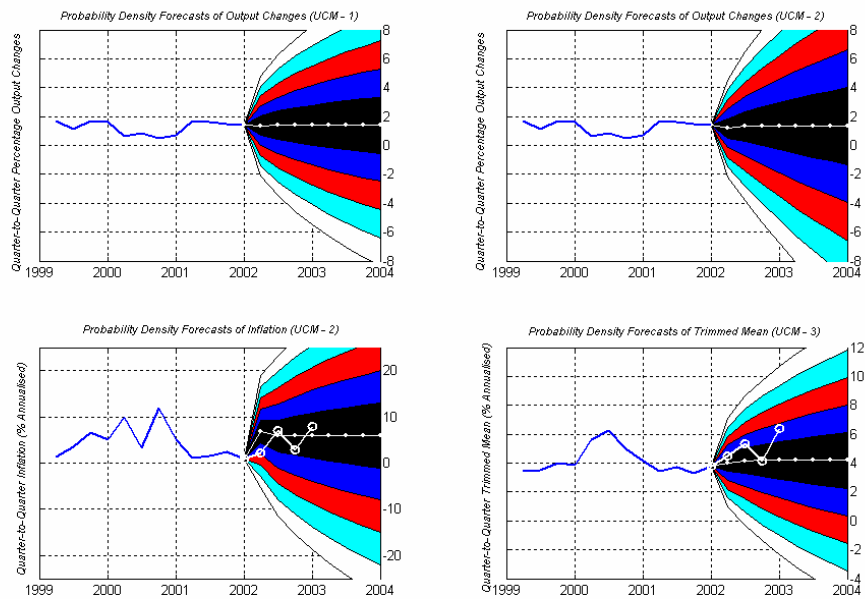 Probability Density Forecasts of Output Changes (UCM - 1)
Quarter-to-Quarter Percentage Output Changes
8
6
4
2
0
-2
-4
-6
-8
1999 2000 2001 2002 2003 2004
Probability Density Forecasts of Output Changes (UCM - 2)
Quarter-to-Quarter Percentage Output Changes
8
6
4
2
0
-2
-4
-6
-8
1999 2000 2001 2002 2003 2004
Probability Density Forecasts of Inflation (UCM - 2)
Quarter-to-Quarter Inflation (% Annualised)
20
10
0
-10
-20
1999 2000 2001 2002 2003 2004
Probability Density Forecasts of Trimmed Mean (UCM - 3)
Quarter-to-Quarter Trimmed Mean (% Annualised)
12
10
8
6
4
2
0
-2
-4
1999 2000 2001 2002 2003 2004